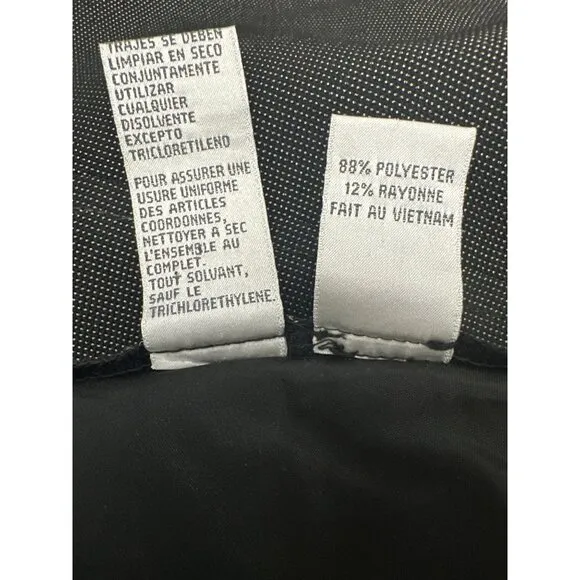 TRAJES SE DEBEN
LIMPIAR EN SECO
CONJUNTAMENTE
UTILIZAR
CUALQUIER
DISOLVENTE
EXCEPTO
TRICLORETILENO
POUR ASSURER UNE
USURE UNIFORME
DES ARTICLES
COORDONNES,
NETTOYER A SEC
L'ENSEMBLE AU
COMPLET.
TOUT SOLVANT,
SAUF LE
TRICHLORETHYLENE.
88% POLYESTER
12% RAYONNE
FAIT AU VIETNAM